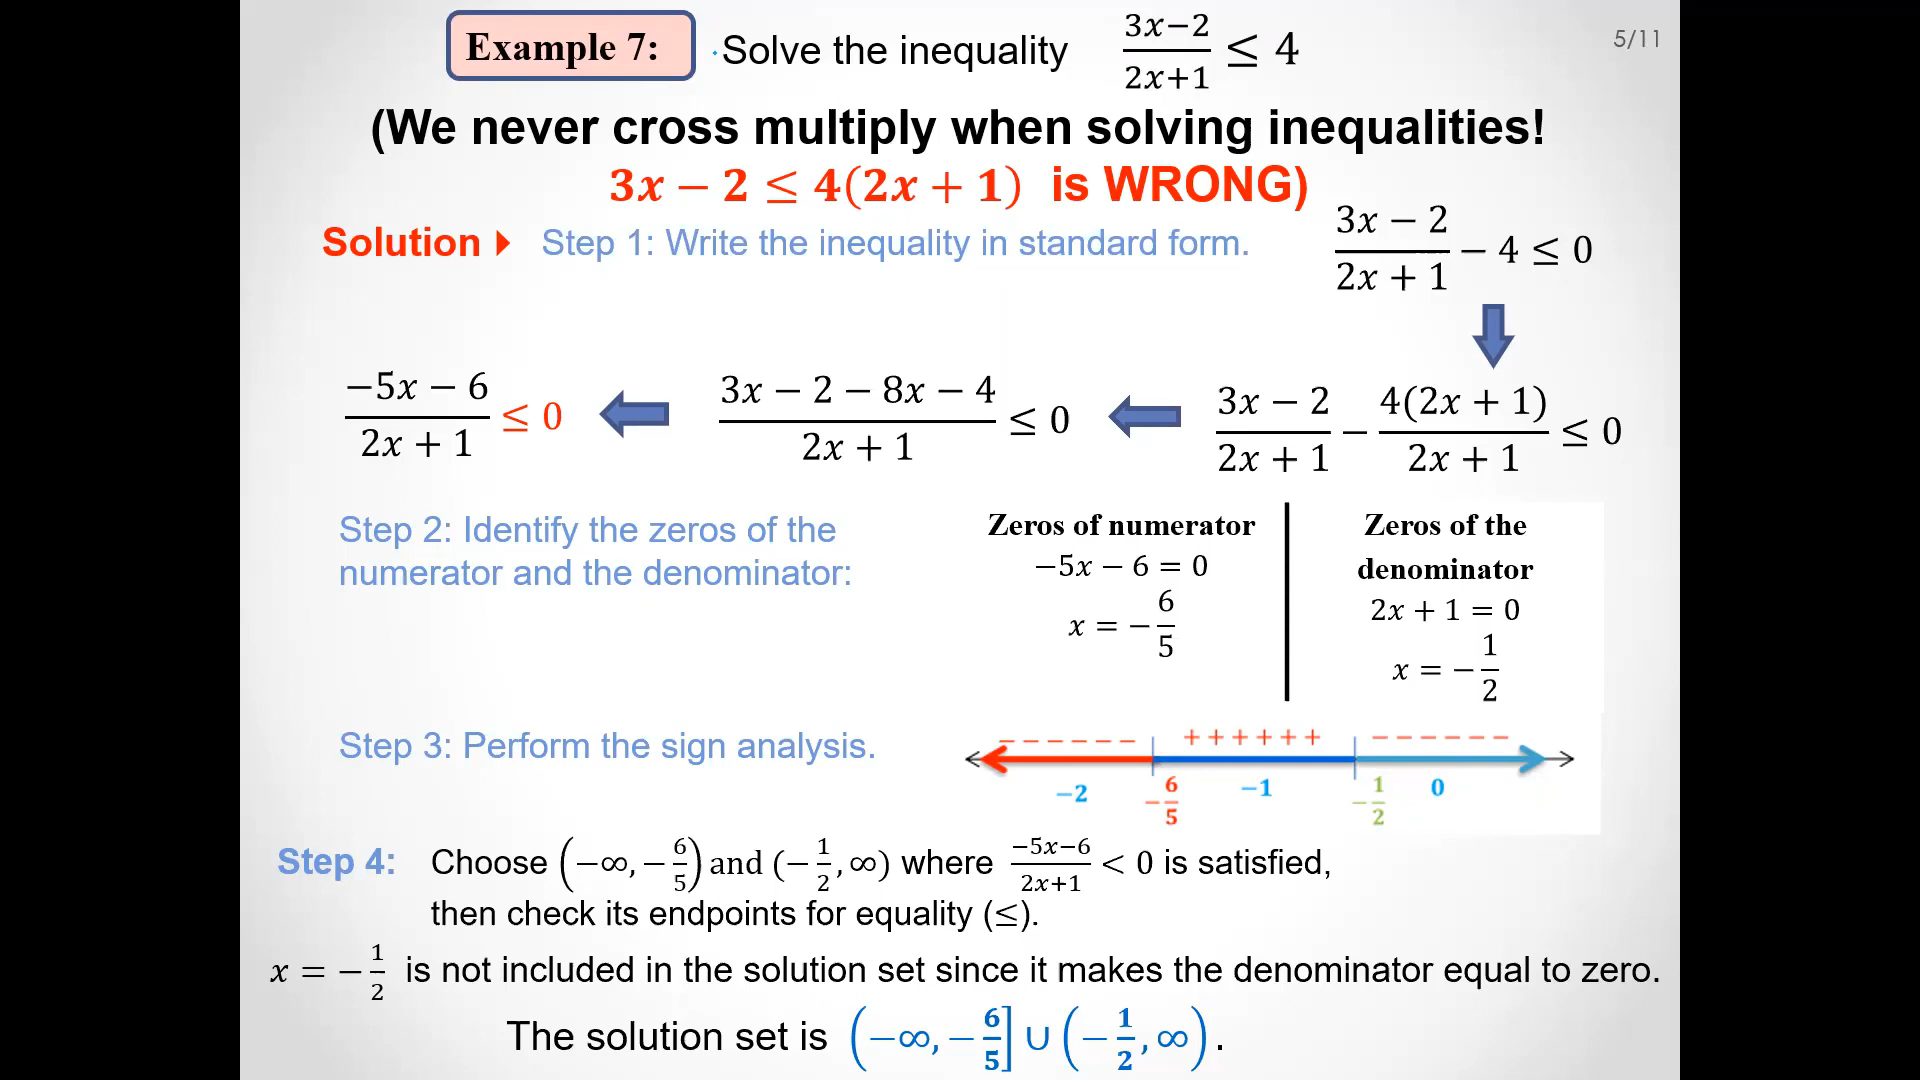 Example 7: Solve the inequality (3x−2)/(2x+1) ≤ 4
5/11
(We never cross multiply when solving inequalities!
3x − 2 ≤ 4(2x + 1) is WRONG)
Solution Step 1: Write the inequality in standard form. (3x − 2)/(2x + 1) − 4 ≤ 0
(−5x − 6)/(2x + 1) ≤ 0 (3x − 2 − 8x − 4)/(2x + 1) ≤ 0 (3x − 2)/(2x + 1) − 4(2x + 1)/(2x + 1) ≤ 0
Step 2: Identify the zeros of the
numerator and the denominator:
Zeros of numerator
−5x − 6 = 0
x = −6/5
Zeros of the
denominator
2x + 1 = 0
x = −1/2
Step 3: Perform the sign analysis.
− − − − − − + + + + + + − − − − − −
−2 −6/5 −1 −1/2 0
Step 4: Choose (−∞, −6/5) and (−1/2, ∞) where (−5x−6)/(2x+1) < 0 is satisfied,
then check its endpoints for equality (≤).
x = −1/2 is not included in the solution set since it makes the denominator equal to zero.
The solution set is (−∞, −6/5] ∪ (−1/2, ∞).